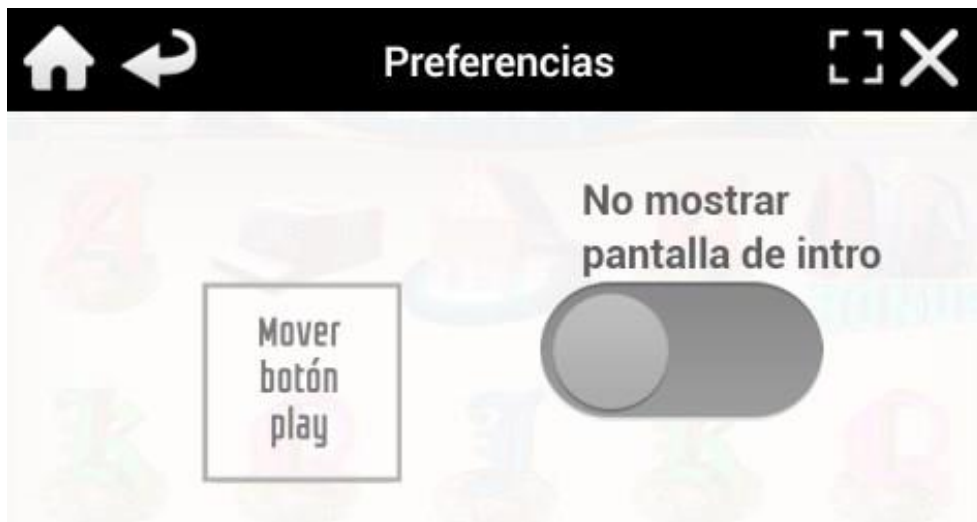 Preferencias
No mostrar
pantalla de intro
Mover
botón
play